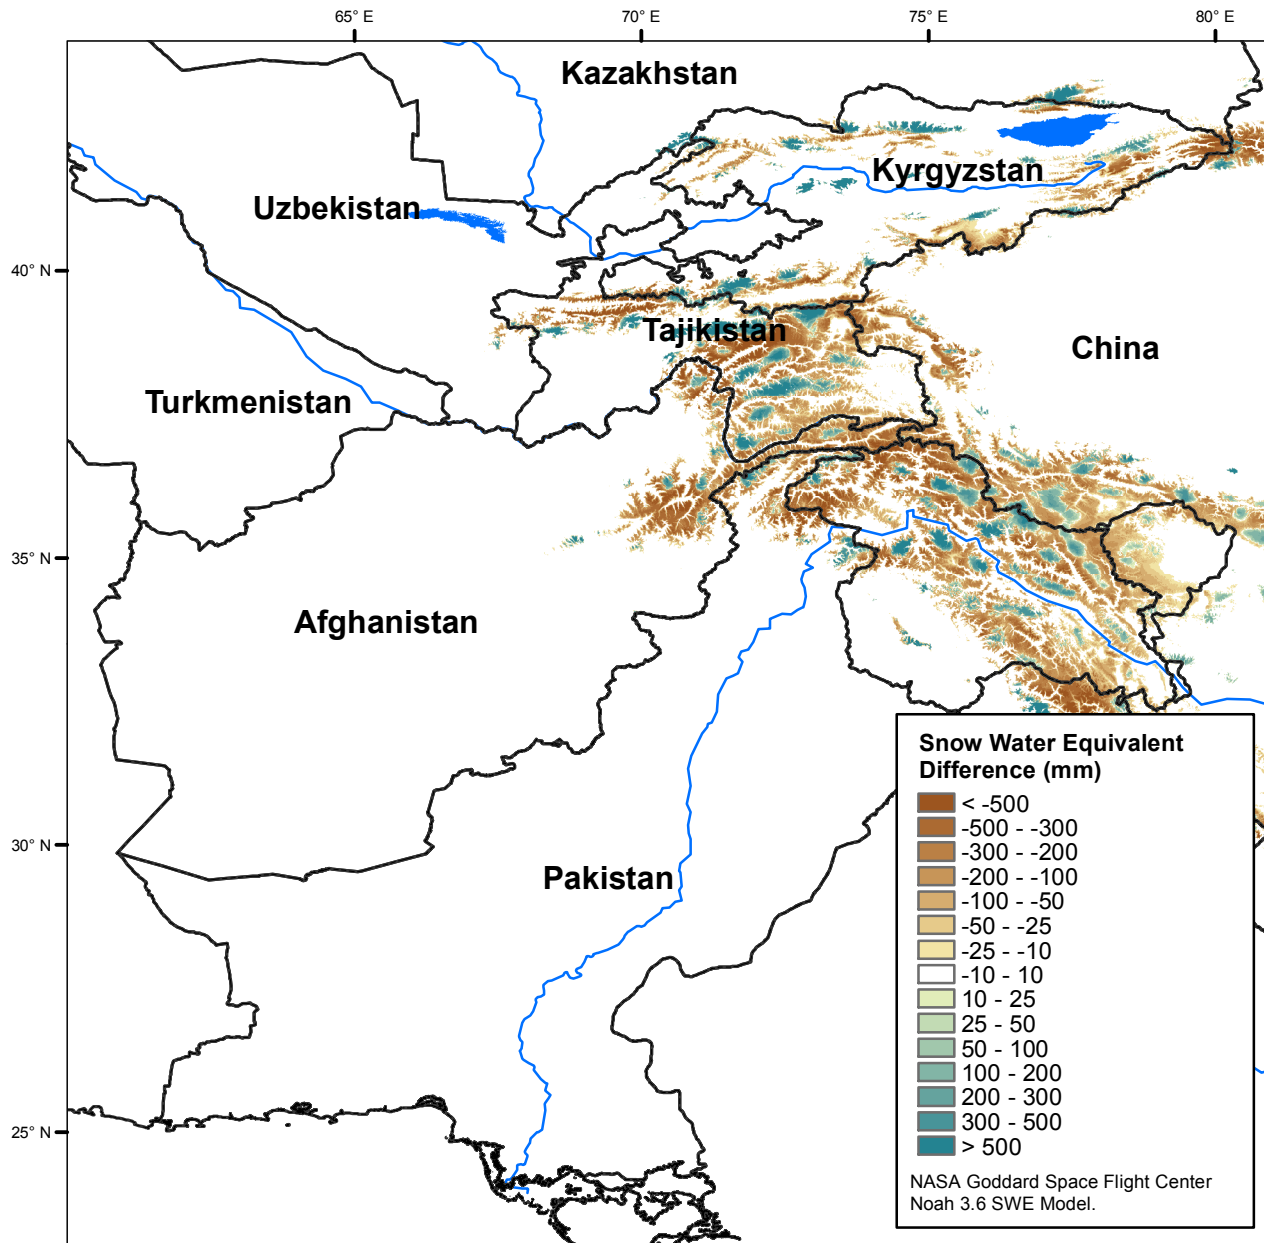 65° E 70° E 75° E 80° E
Kazakhstan
Kyrgyzstan
Uzbekistan
40° N
Tajikistan
China
Turkmenistan
35° N
Afghanistan
Snow Water Equivalent
Difference (mm)
< -500
-500 - -300
-300 - -200
-200 - -100
-100 - -50
-50 - -25
-25 - -10
-10 - 10
10 - 25
25 - 50
50 - 100
100 - 200
200 - 300
300 - 500
> 500
NASA Goddard Space Flight Center
Noah 3.6 SWE Model.
30° N
Pakistan
25° N